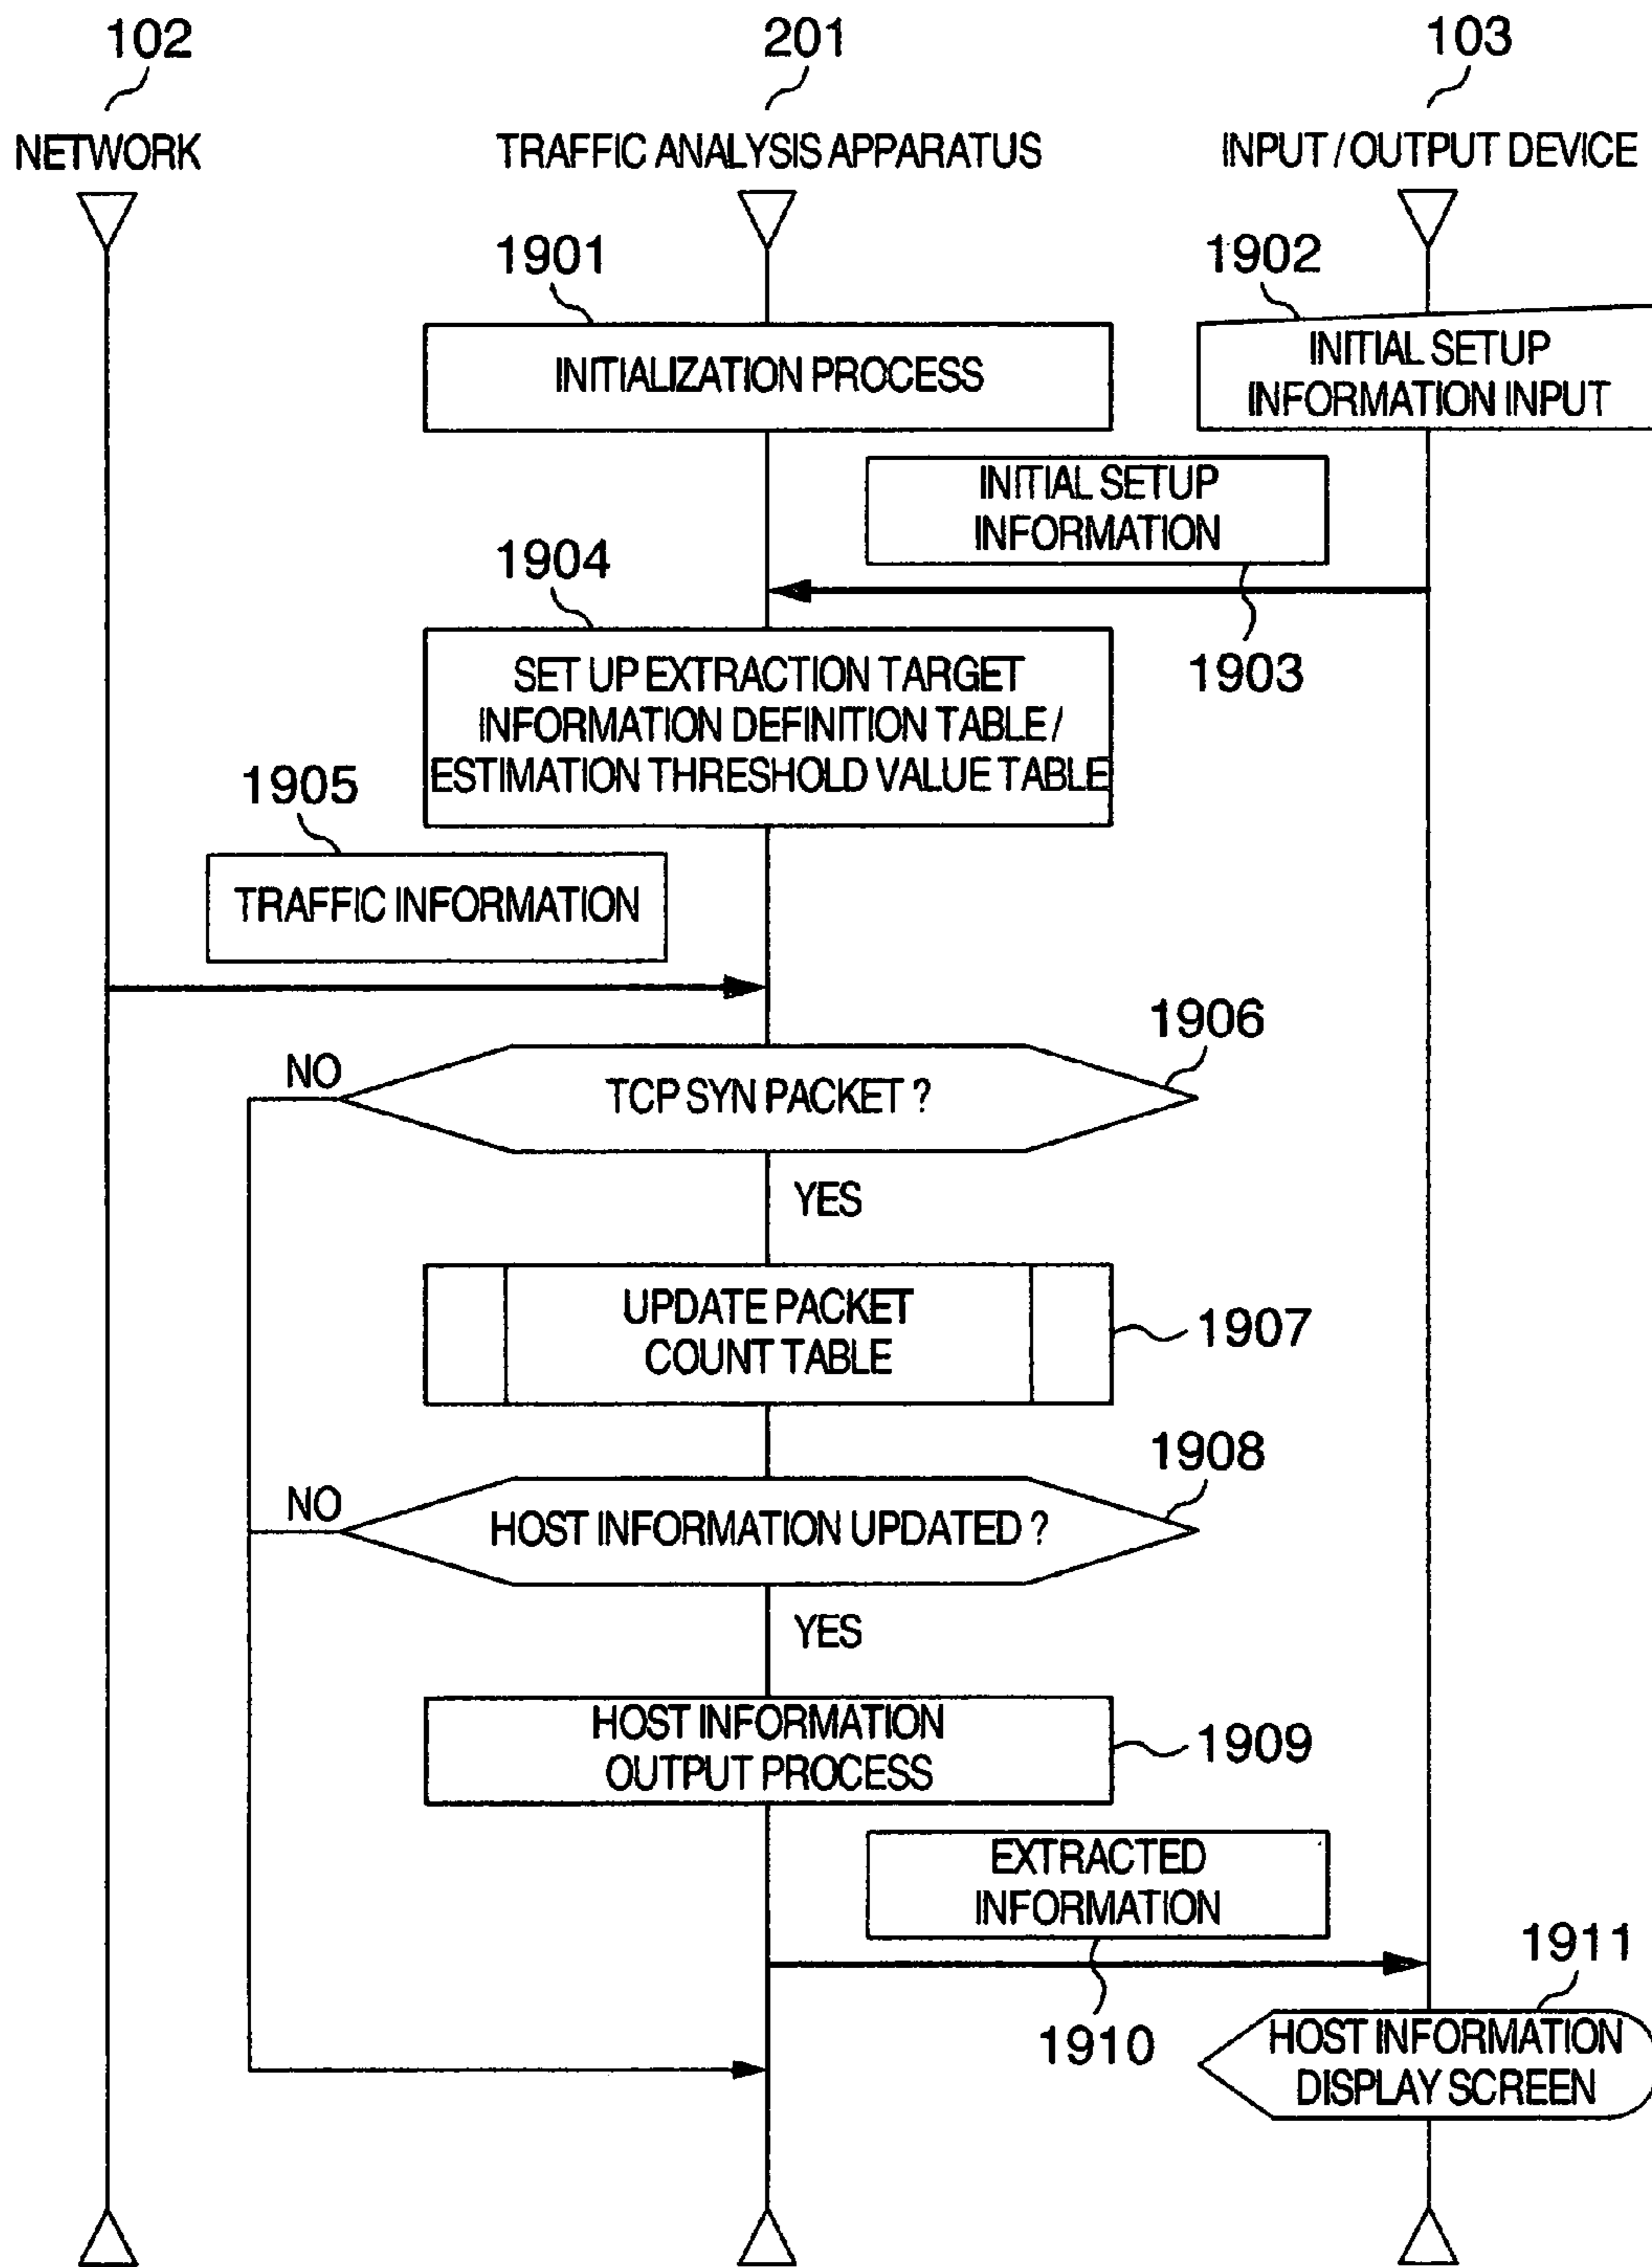 102
201
103
NETWORK
TRAFFIC ANALYSIS APPARATUS
INPUT / OUTPUT DEVICE
1901
1902
INITIALIZATION PROCESS
INITIAL SETUP
INFORMATION INPUT
INITIAL SETUP
INFORMATION
1903
1904
SET UP EXTRACTION TARGET
INFORMATION DEFINITION TABLE /
ESTIMATION THRESHOLD VALUE TABLE
1905
TRAFFIC INFORMATION
1906
NO
TCP SYN PACKET ?
YES
UPDATE PACKET
COUNT TABLE
1907
1908
NO
HOST INFORMATION UPDATED ?
YES
HOST INFORMATION
OUTPUT PROCESS
1909
EXTRACTED
INFORMATION
1910
1911
HOST INFORMATION
DISPLAY SCREEN